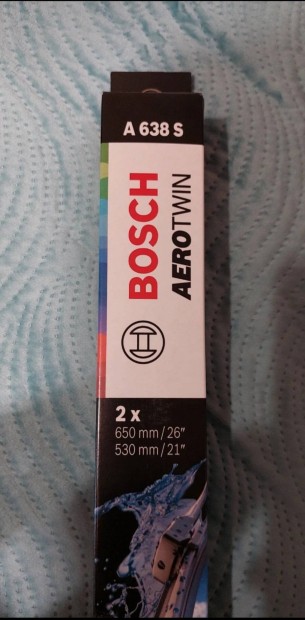 A 638 S
BOSCH
AEROTWIN
2 x
650 mm / 26"
530 mm / 21"